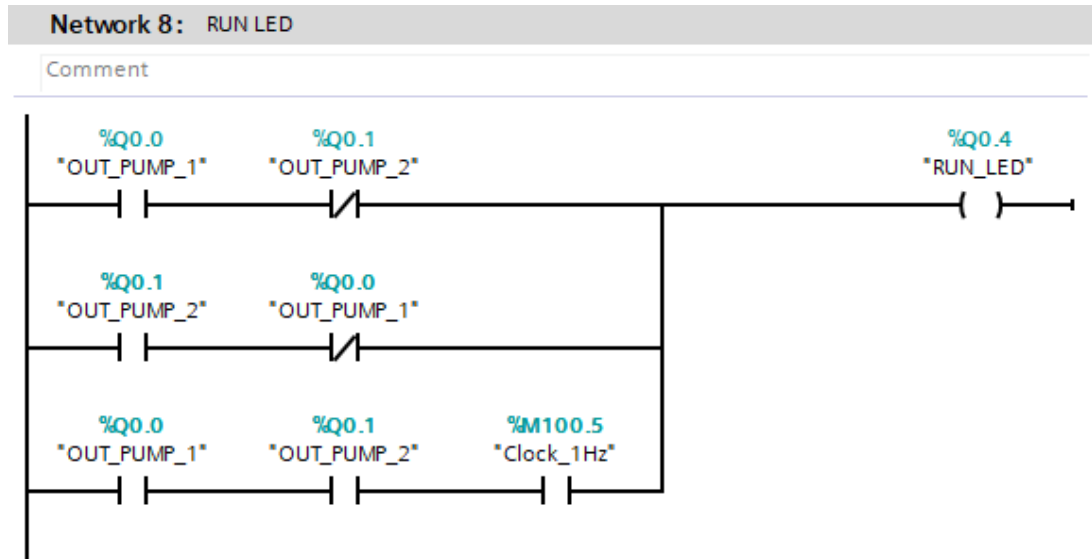 Network 8: RUN LED
Comment
%Q0.0 %Q0.1 %Q0.4
"OUT_PUMP_1" "OUT_PUMP_2" "RUN_LED"
%Q0.1 %Q0.0
"OUT_PUMP_2" "OUT_PUMP_1"
%Q0.0 %Q0.1 %M100.5
"OUT_PUMP_1" "OUT_PUMP_2" "Clock_1Hz"